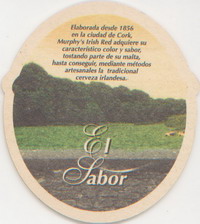 Elaborada desde 1856
en la ciudad de Cork,
Murphy's Irish Red adquiere su
característico color y sabor,
tostando parte de su malta,
hasta conseguir, mediante métodos
artesanales la tradicional
cerveza irlandesa.
El
Sabor